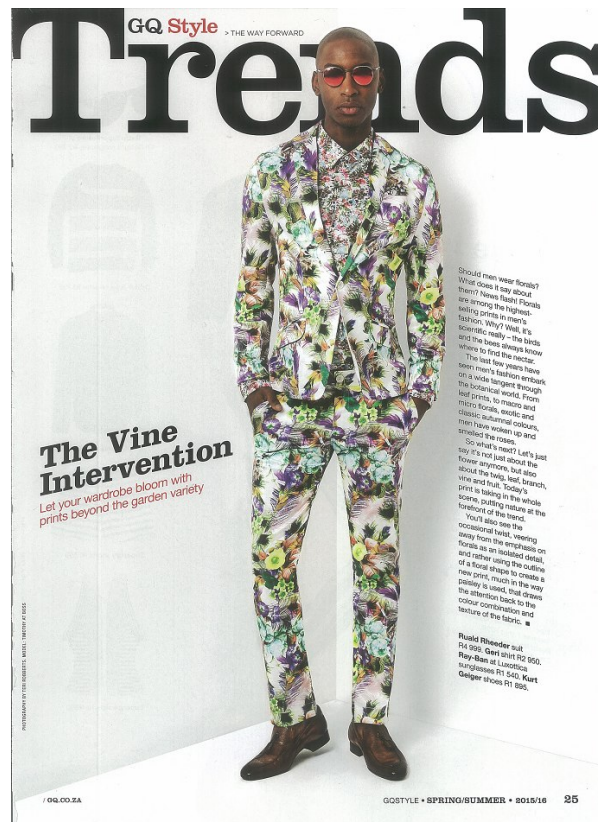 GQ Style > THE WAY FORWARD
Trends
Should men wear florals?
What does it say about
them? News flash! Florals
are among the highest-
selling prints in men's
fashion. Why? Well, it's
scientific really – the birds
and the bees always know
where to find the nectar.
The last few years have
seen men's fashion embark
on a wide tangent through
the botanical world. From
leaf prints, to macro and
micro florals, exotic and
classic autumnal colours,
men have woken up and
smelled the roses.
So what's next? Let's just
say it's not just about the
flower anymore, but also
about the twig, leaf, branch,
vine and fruit. Today's
print is taking in the whole
scene, putting nature at the
forefront of the trend.
You'll also see the
occasional twist, veering
away from the emphasis on
florals as an isolated detail,
and rather using the outline
of a floral shape to create a
new print, much in the way
paisley is used, that draws
the attention back to the
colour combination and
texture of the fabric. ■
The Vine
Intervention
Let your wardrobe bloom with
prints beyond the garden variety
Ruald Rheeder suit
R4 999. Geri shirt R2 950.
Ray-Ban at Luxottica
sunglasses R1 540. Kurt
Geiger shoes R1 895.
PHOTOGRAPHY BY TERI ROBBERTS. MODEL: TIMOTHY AT BOSS
/ GQ.CO.ZA
GQSTYLE • SPRING/SUMMER • 2015/16 25